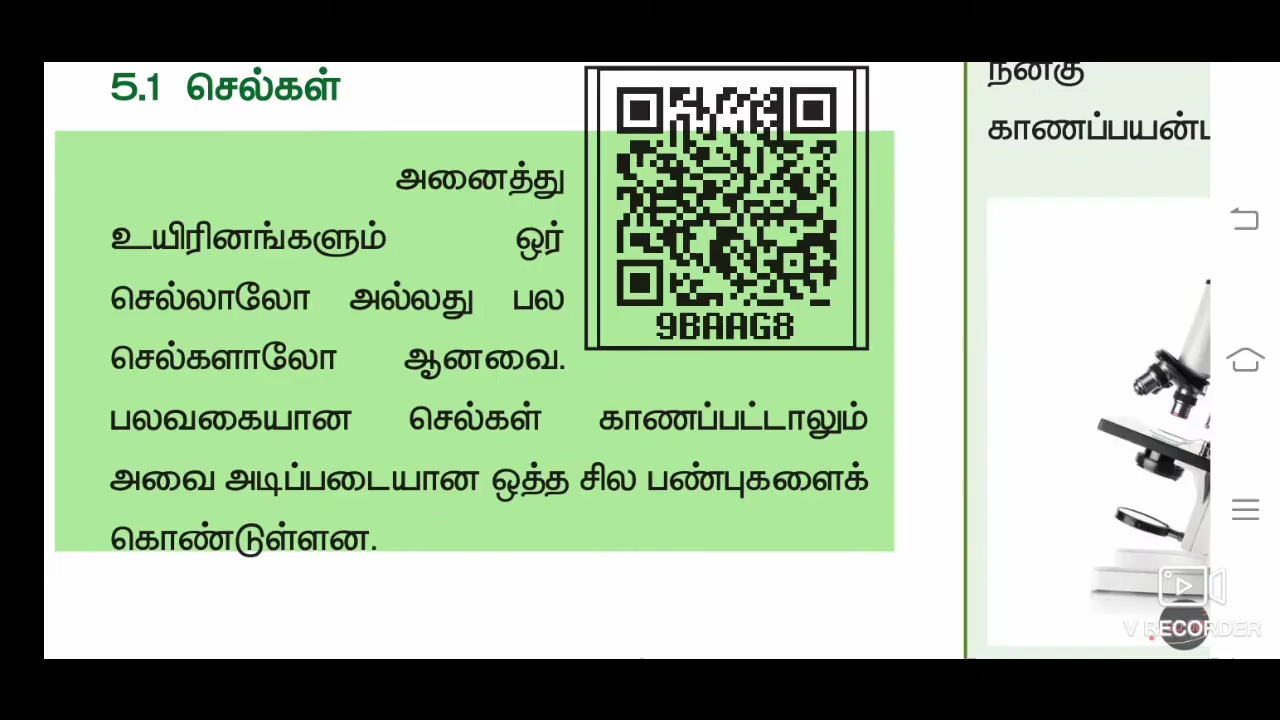 5.1 செல்கள்
அனைத்து
உயிரினங்களும் ஓர்
செல்லாலோ அல்லது பல
செல்களாலோ ஆனவை.
பலவகையான செல்கள் காணப்பட்டாலும்
அவை அடிப்படையான ஒத்த சில பண்புகளைக்
கொண்டுள்ளன.
9BAAG8
நன்கு
V RECORDER